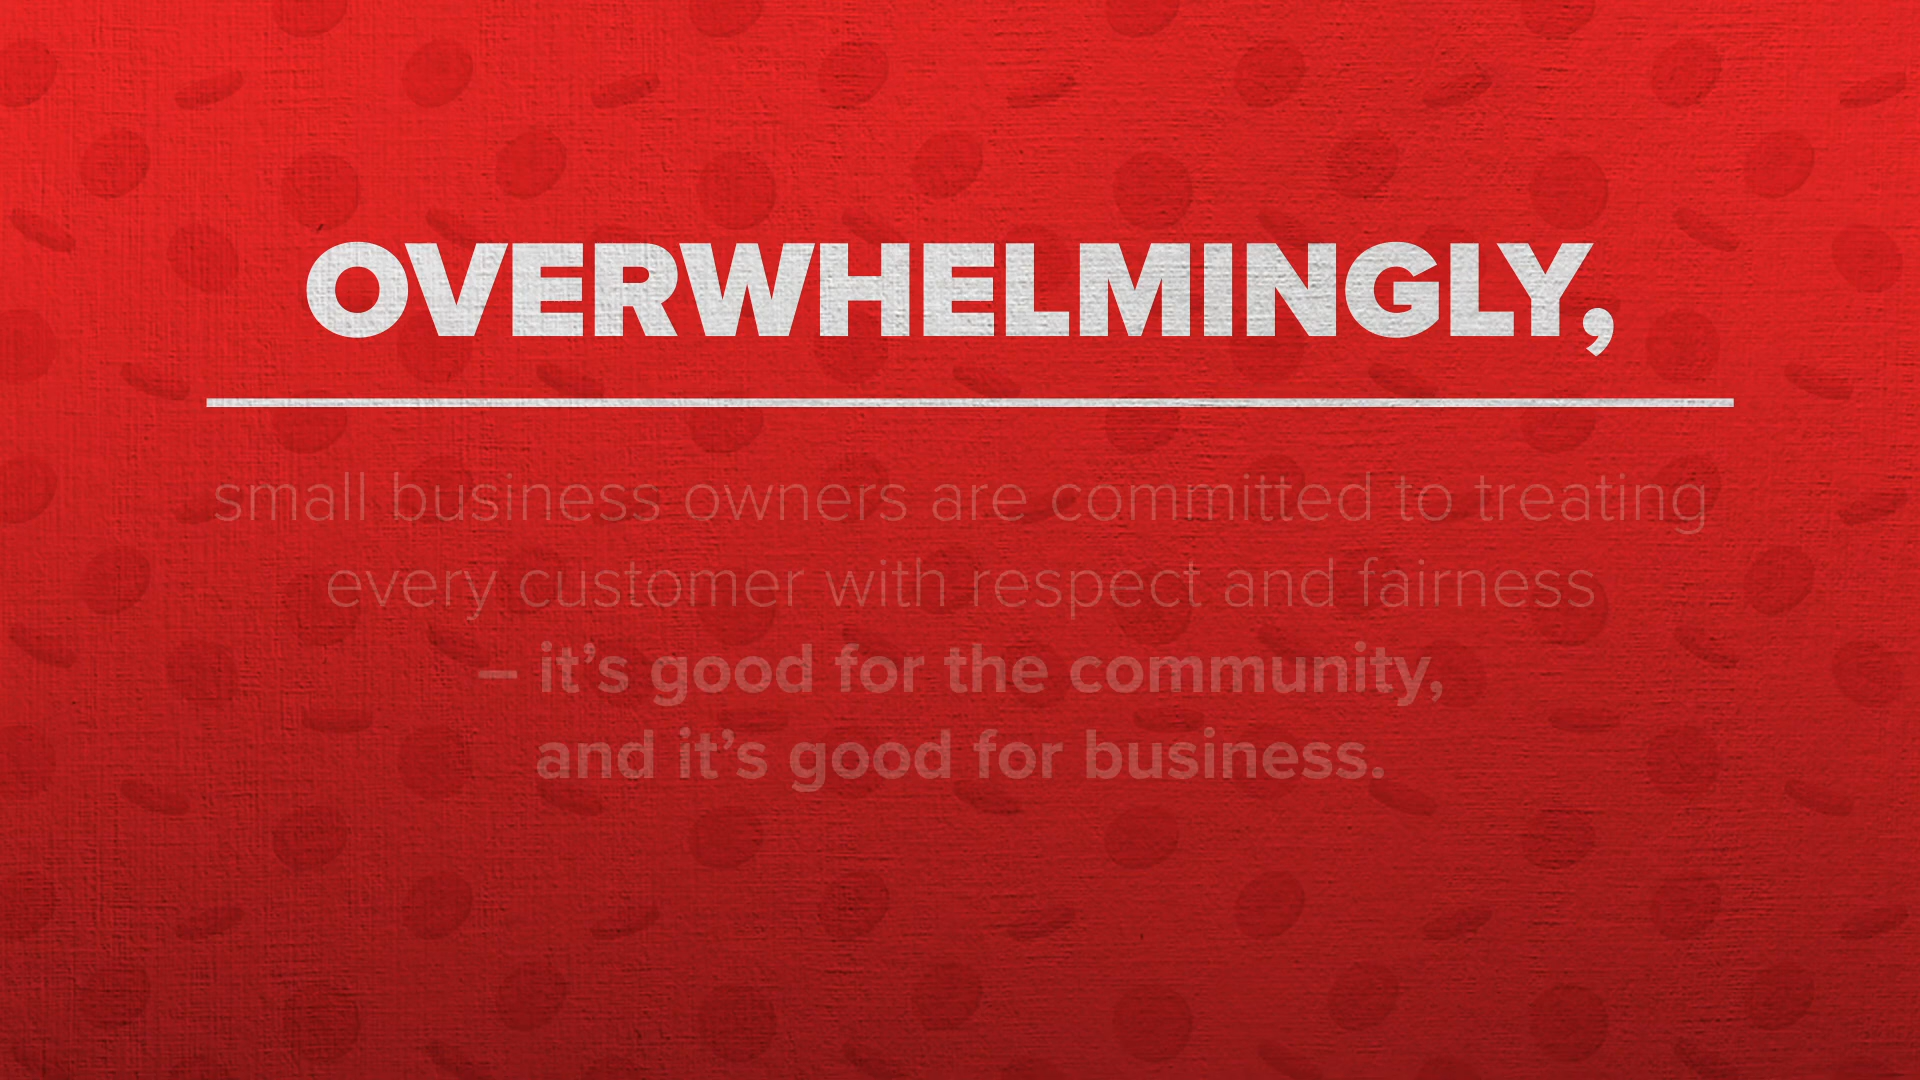 OVERWHELMINGLY,
small business owners are committed to treating
every customer with respect and fairness
– it’s good for the community,
and it’s good for business.